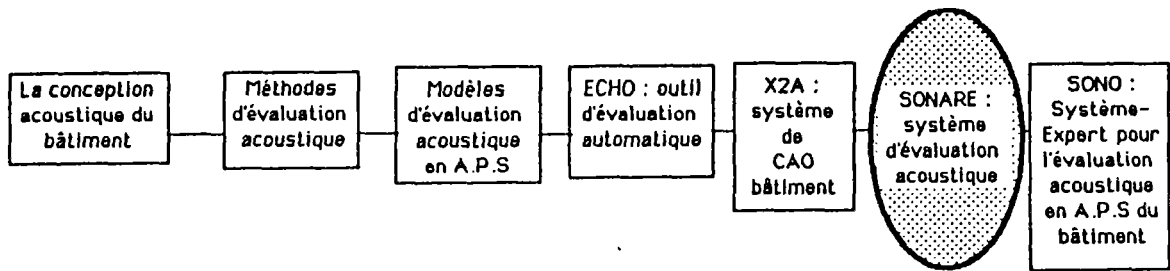 La conception
acoustique du
bâtiment
Méthodes
d'évaluation
acoustique
Modèles
d'évaluation
acoustique
en A.P.S
ECHO : outil
d'évaluation
automatique
X2A :
système
de
CAO
bâtiment
SONARE :
système
d'évaluation
acoustique
SONO :
Système-
Expert pour
l'évaluation
acoustique
en A.P.S du
bâtiment